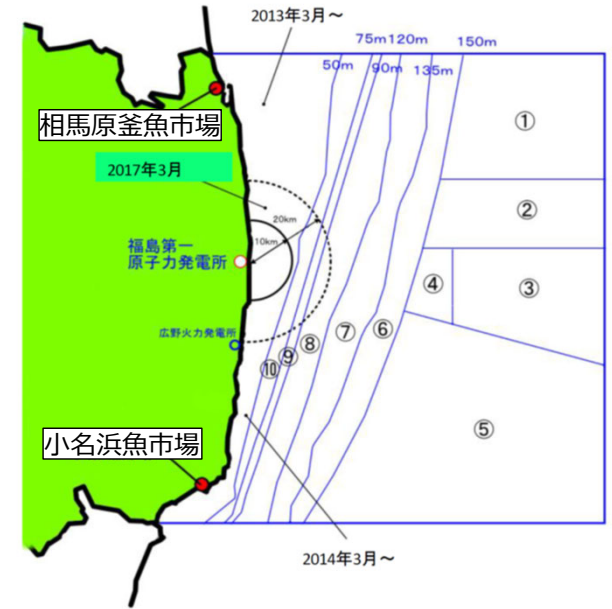 2013年3月～
75m 120m 150m
50m 90m 135m
相馬原釜魚市場
①
2017年3月
②
20km
10km
福島第一
原子力発電所
④
③
広野火力発電所
⑥
⑦
⑧
⑨
⑩
⑤
小名浜魚市場
2014年3月～